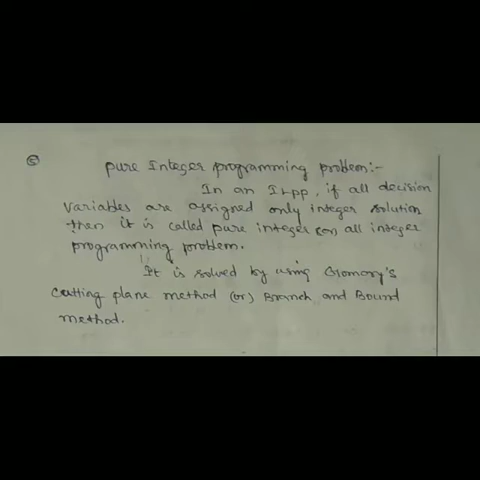 ⑤ pure Integer programming problem:-
In an ILPP, if all decision
variables are assigned only integer solution
then it is called pure integer (or) all integer
programming problem.
It is solved by using Gromory's
Cutting plane method (or) Branch and Bound
method.